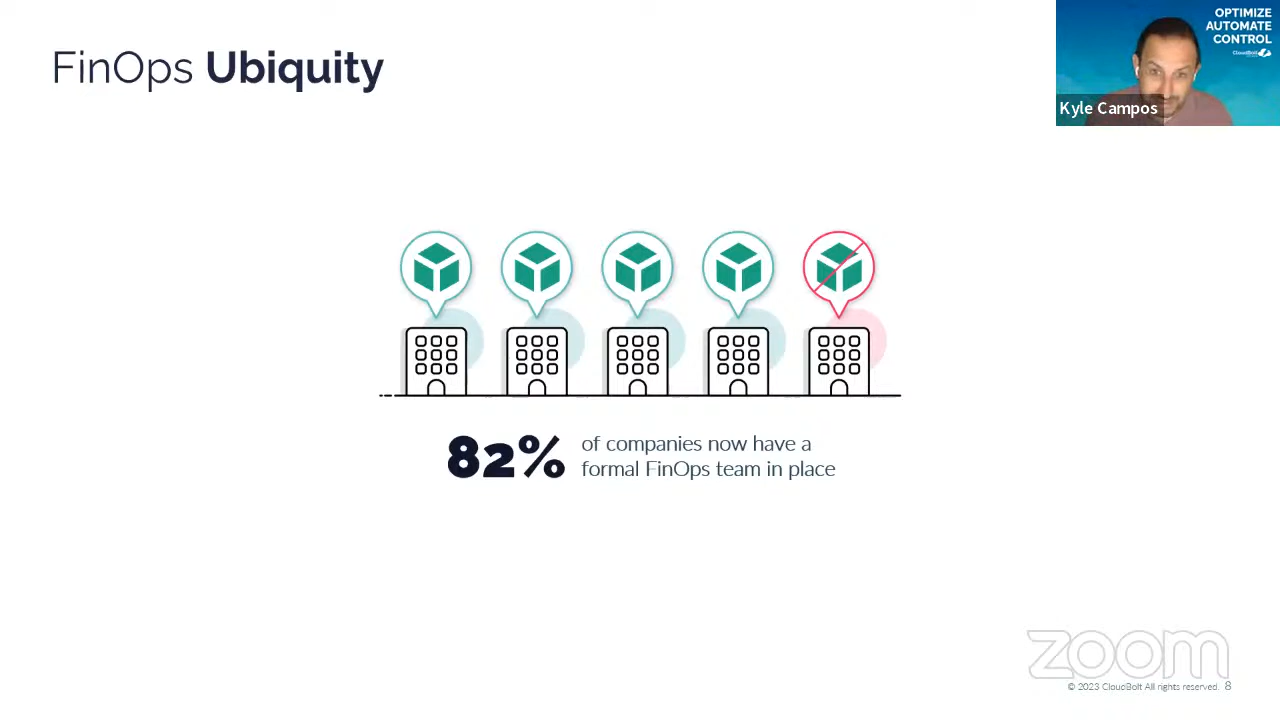 FinOps Ubiquity
OPTIMIZE
AUTOMATE
CONTROL
CloudBolt
Kyle Campos
82% of companies now have a
formal FinOps team in place
zoom
© 2023 CloudBolt All rights reserved. 8